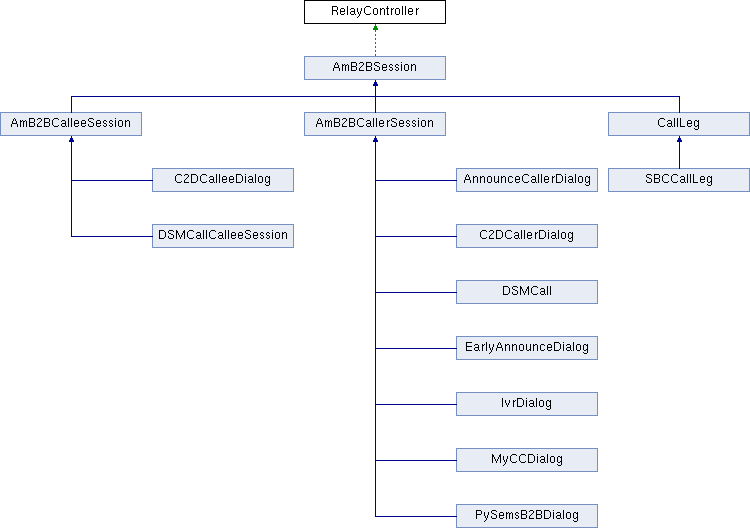 RelayController
AmB2BSession
AmB2BCalleeSession
AmB2BCallerSession
CallLeg
C2DCalleeDialog
AnnounceCallerDialog
SBCCallLeg
DSMCallCalleeSession
C2DCallerDialog
DSMCall
EarlyAnnounceDialog
IvrDialog
MyCCDialog
PySemsB2BDialog